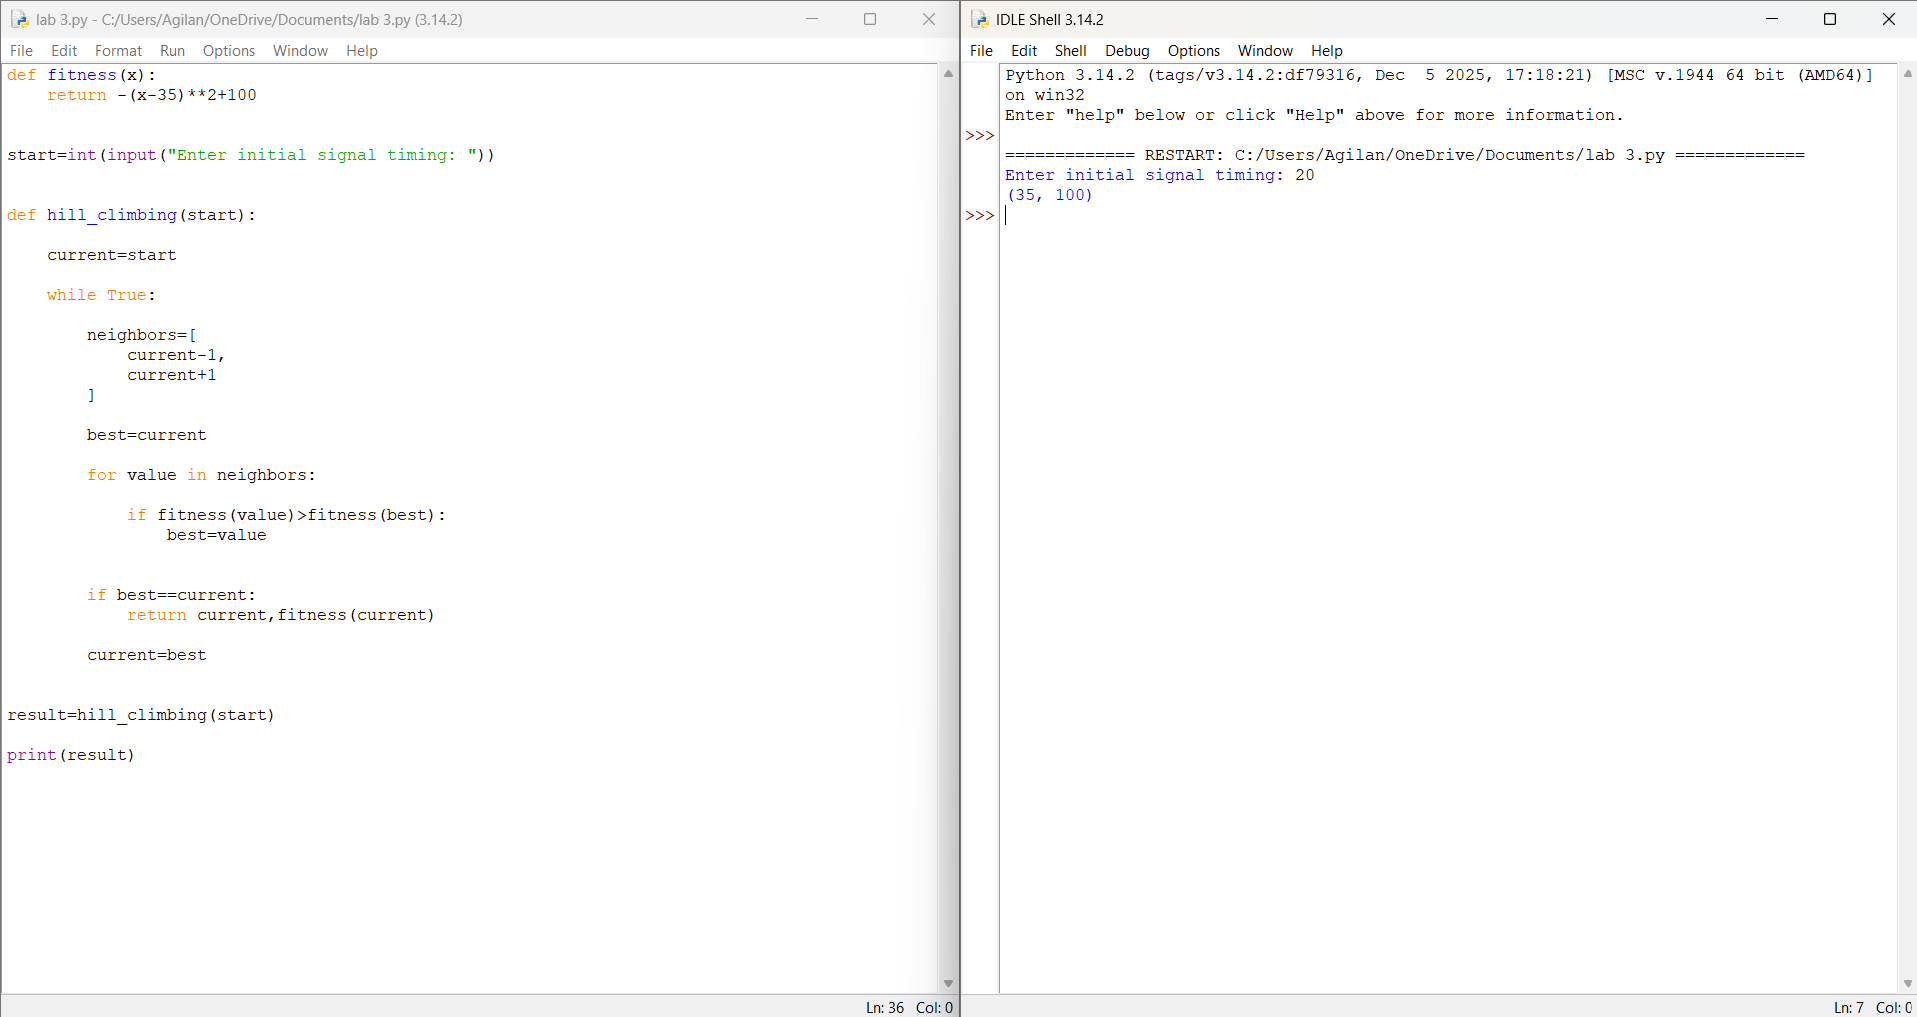 lab 3.py - C:/Users/Agilan/OneDrive/Documents/lab 3.py (3.14.2)
File Edit Format Run Options Window Help
def fitness(x):
    return -(x-35)**2+100
start=int(input("Enter initial signal timing: "))
def hill_climbing(start):
    current=start
    while True:
        neighbors=[
            current-1,
            current+1
        ]
        best=current
        for value in neighbors:
            if fitness(value)>fitness(best):
                best=value
        if best==current:
            return current,fitness(current)
        current=best
result=hill_climbing(start)
print(result)
Ln: 36 Col: 0
IDLE Shell 3.14.2
File Edit Shell Debug Options Window Help
Python 3.14.2 (tags/v3.14.2:df79316, Dec  5 2025, 17:18:21) [MSC v.1944 64 bit (AMD64)]
on win32
Enter "help" below or click "Help" above for more information.
>>>
============= RESTART: C:/Users/Agilan/OneDrive/Documents/lab 3.py =============
Enter initial signal timing: 20
(35, 100)
>>>
Ln: 7 Col: 0